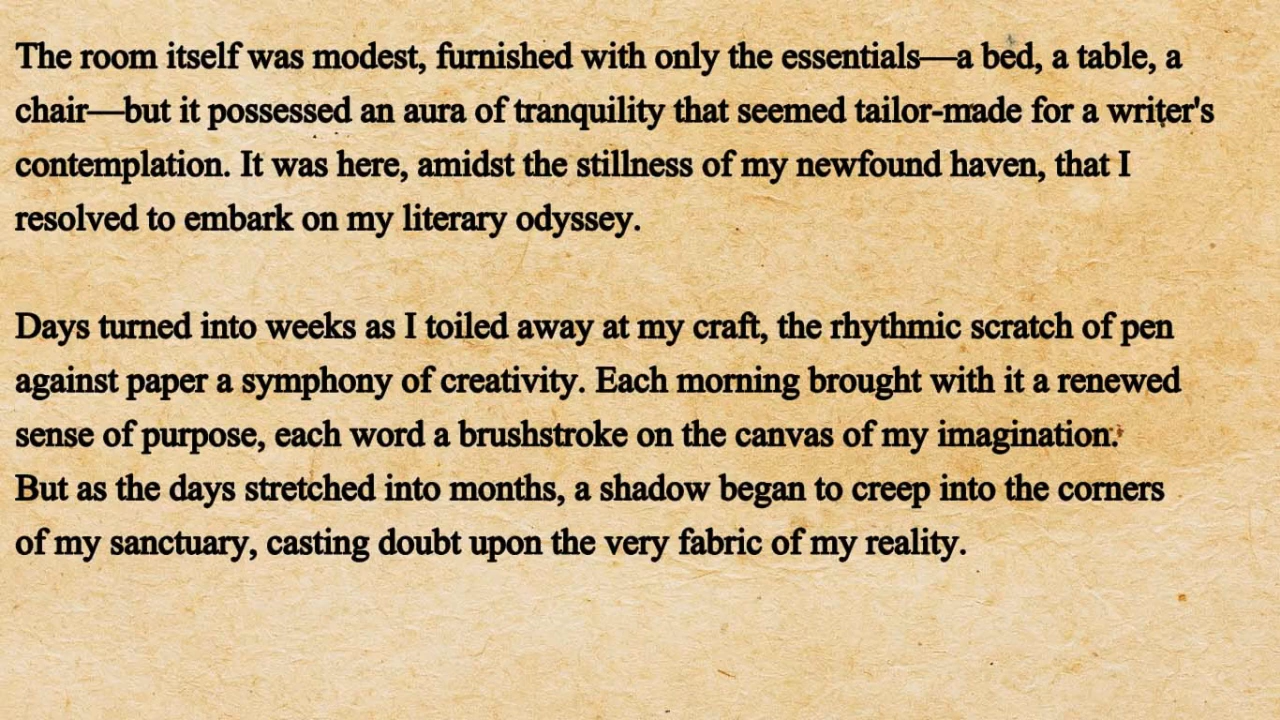 The room itself was modest, furnished with only the essentials—a bed, a table, a
chair—but it possessed an aura of tranquility that seemed tailor-made for a writer's
contemplation. It was here, amidst the stillness of my newfound haven, that I
resolved to embark on my literary odyssey.
Days turned into weeks as I toiled away at my craft, the rhythmic scratch of pen
against paper a symphony of creativity. Each morning brought with it a renewed
sense of purpose, each word a brushstroke on the canvas of my imagination.
But as the days stretched into months, a shadow began to creep into the corners
of my sanctuary, casting doubt upon the very fabric of my reality.